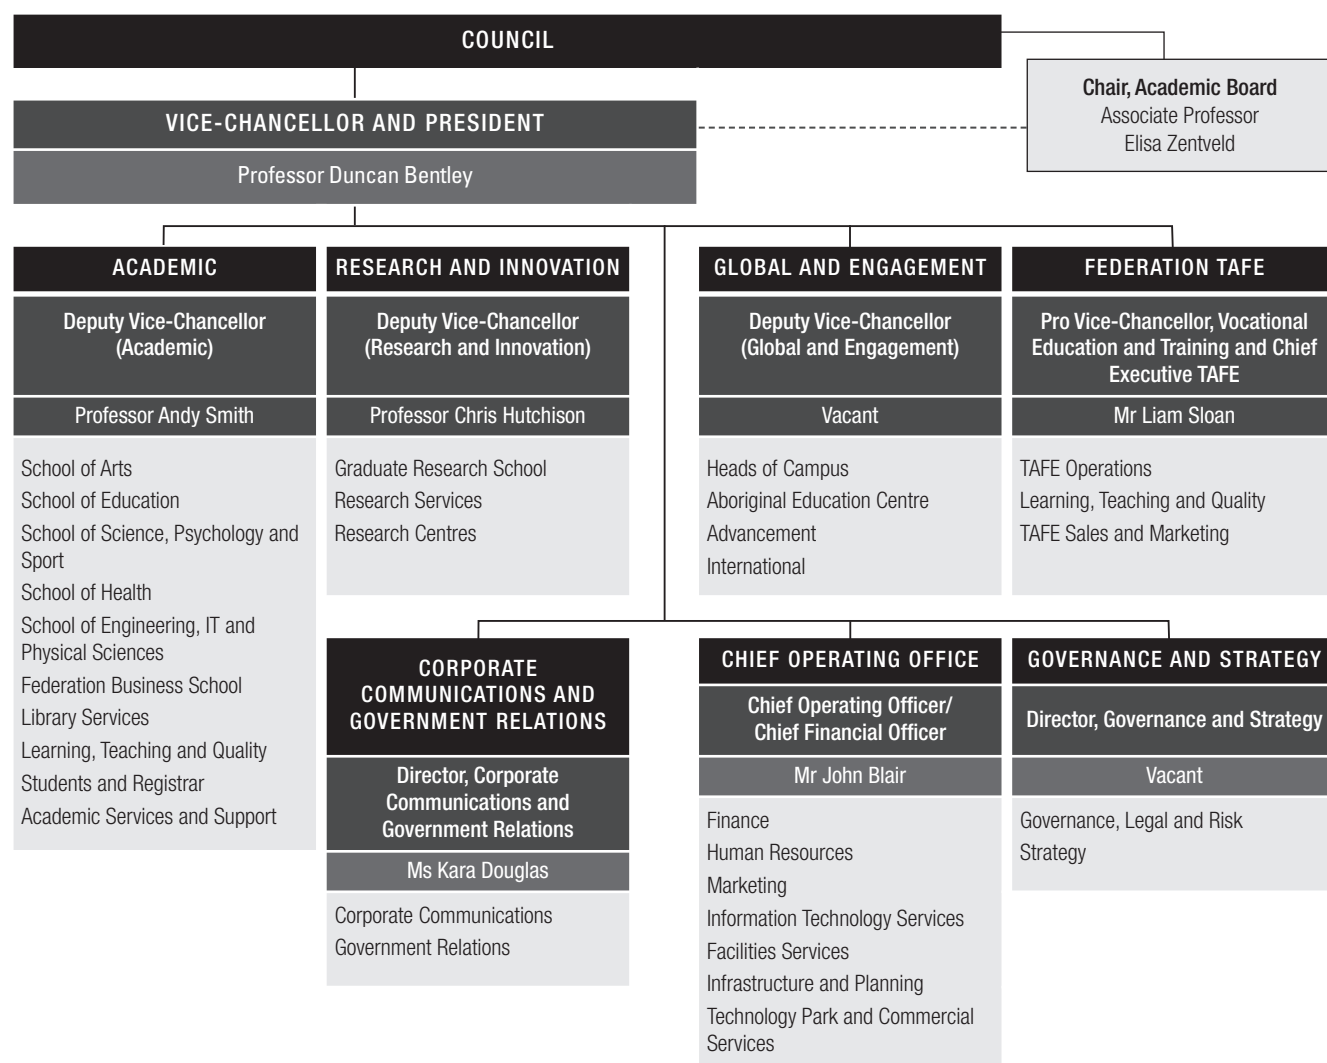 COUNCIL
Chair, Academic Board
Associate Professor
Elisa Zentveld
VICE-CHANCELLOR AND PRESIDENT
Professor Duncan Bentley
ACADEMIC
Deputy Vice-Chancellor
(Academic)
Professor Andy Smith
School of Arts
School of Education
School of Science, Psychology and
Sport
School of Health
School of Engineering, IT and
Physical Sciences
Federation Business School
Library Services
Learning, Teaching and Quality
Students and Registrar
Academic Services and Support
RESEARCH AND INNOVATION
Deputy Vice-Chancellor
(Research and Innovation)
Professor Chris Hutchison
Graduate Research School
Research Services
Research Centres
GLOBAL AND ENGAGEMENT
Deputy Vice-Chancellor
(Global and Engagement)
Vacant
Heads of Campus
Aboriginal Education Centre
Advancement
International
FEDERATION TAFE
Pro Vice-Chancellor, Vocational
Education and Training and Chief
Executive TAFE
Mr Liam Sloan
TAFE Operations
Learning, Teaching and Quality
TAFE Sales and Marketing
CORPORATE
COMMUNICATIONS AND
GOVERNMENT RELATIONS
Director, Corporate
Communications and
Government Relations
Ms Kara Douglas
Corporate Communications
Government Relations
CHIEF OPERATING OFFICE
Chief Operating Officer/
Chief Financial Officer
Mr John Blair
Finance
Human Resources
Marketing
Information Technology Services
Facilities Services
Infrastructure and Planning
Technology Park and Commercial
Services
GOVERNANCE AND STRATEGY
Director, Governance and Strategy
Vacant
Governance, Legal and Risk
Strategy